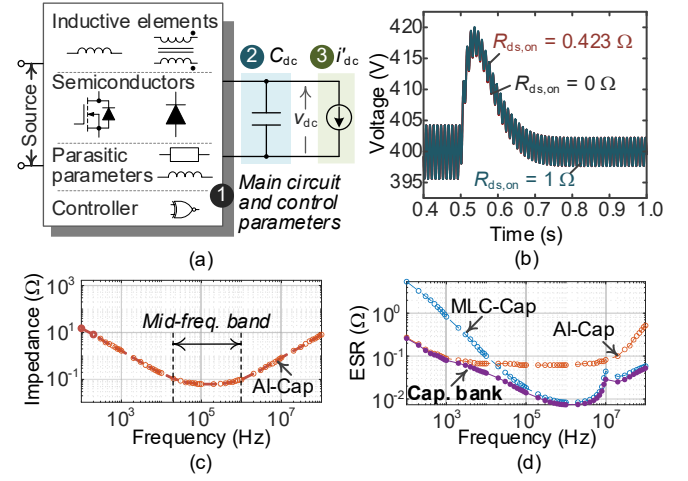 Inductive elements
Semiconductors
Parasitic
parameters
Controller
Source
1
2 C_dc
3 i'_dc
v_dc
Main circuit
and control
parameters
(a)
Voltage (V)
420
410
400
395
R_ds,on = 0.423 Ω
R_ds,on = 0 Ω
R_ds,on = 1 Ω
0.4 0.5 0.6 0.7 0.8 0.9 1.0
Time (s)
(b)
Impedance (Ω)
10^3
10^1
10^-1
Mid-freq. band
Al-Cap
10^3 10^5 10^7
Frequency (Hz)
(c)
ESR (Ω)
10^0
10^-1
10^-2
MLC-Cap
Al-Cap
Cap. bank
10^3 10^5 10^7
Frequency (Hz)
(d)